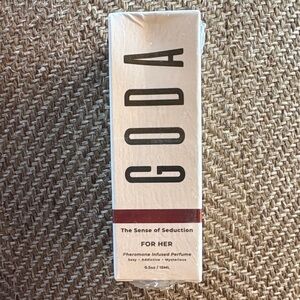 GODA
The Sense of Seduction
FOR HER
Pheromone Infused Perfume
Sexy • Addictive • Mysterious
0.5oz / 15ML